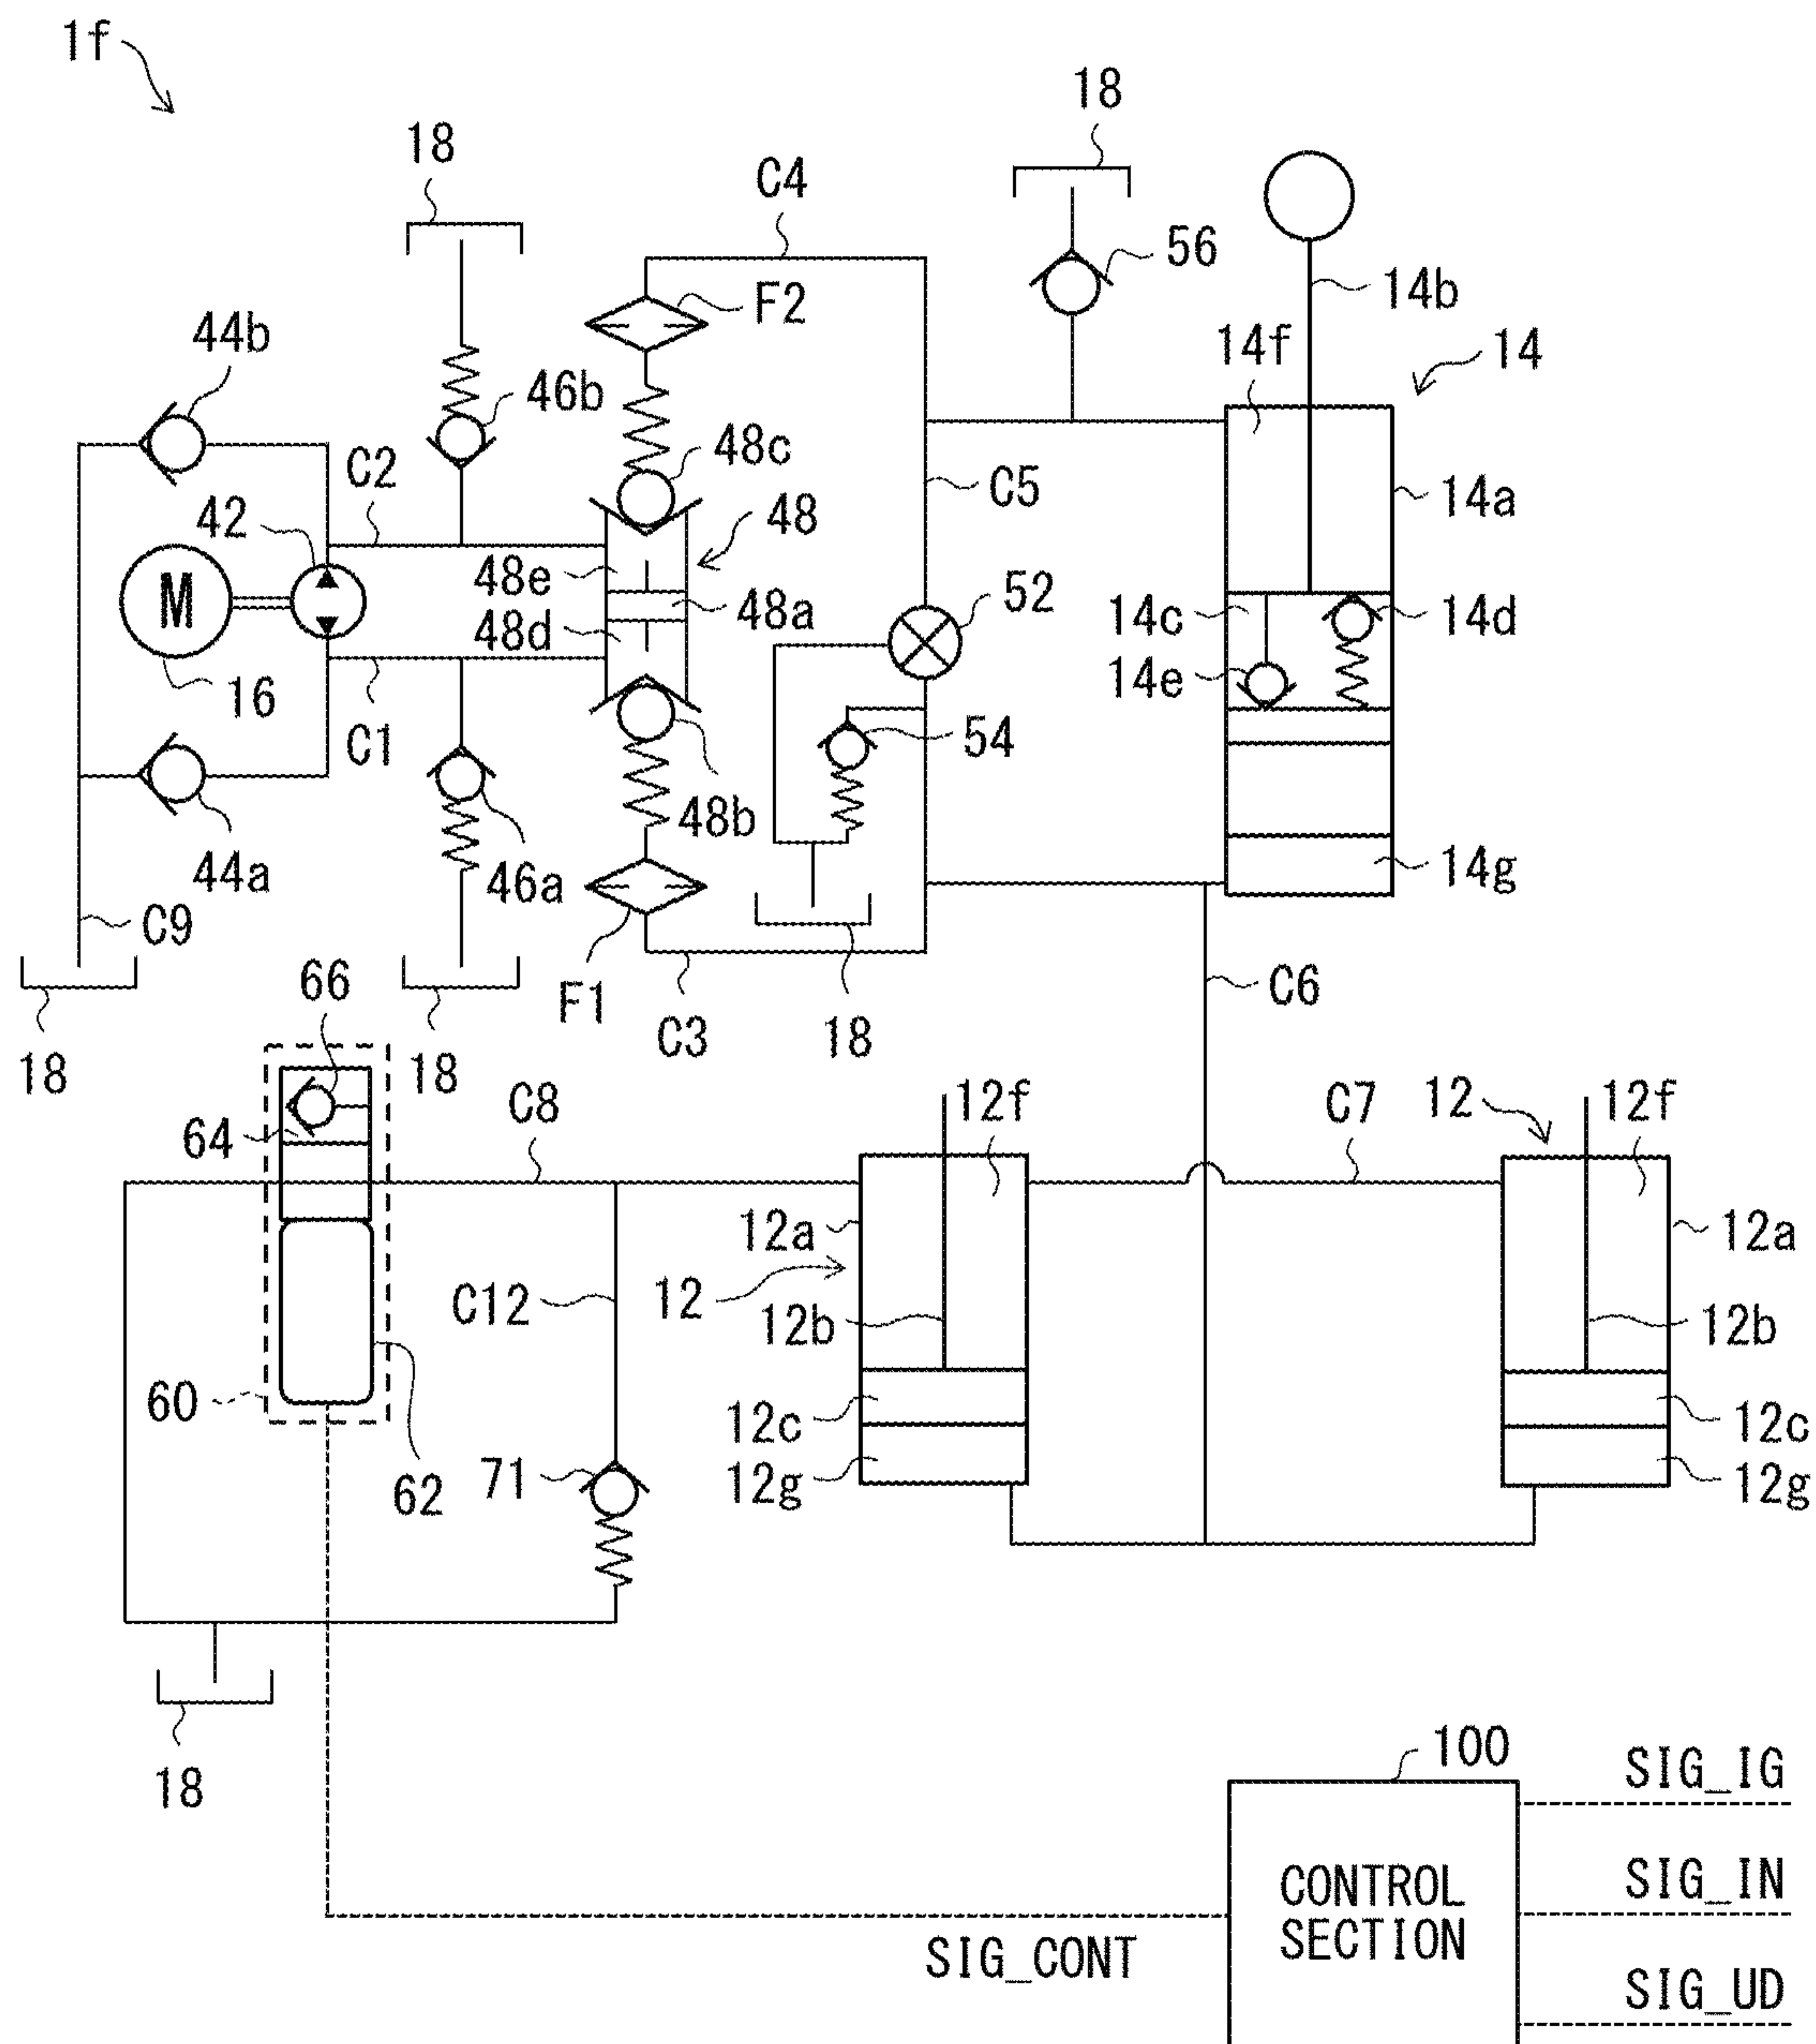 1f
18
18
C4
56
F2
14b
44b
14f
14
46b
48c
C2
C5
14a
42
48
48e
52
M
48a
14c
14d
48d
14e
16
C1
54
48b
44a
46a
14g
C9
66
F1
C6
18
18
C3
18
C8
12f
C7
12
12f
64
12a
12a
C12
12
12b
12b
60
12c
12c
71
62
12g
12g
18
100
SIG_IG
CONTROL
SECTION
SIG_IN
SIG_CONT
SIG_UD